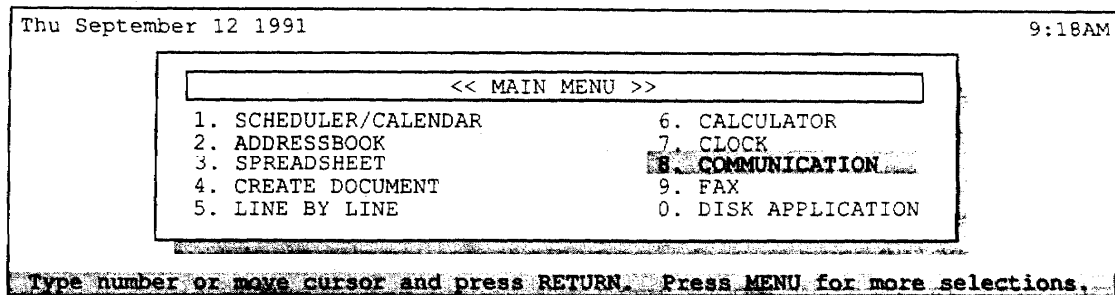 Thu September 12 1991 9:18AM
<< MAIN MENU >>
1. SCHEDULER/CALENDAR 6. CALCULATOR
2. ADDRESSBOOK 7. CLOCK
3. SPREADSHEET 8. COMMUNICATION
4. CREATE DOCUMENT 9. FAX
5. LINE BY LINE 0. DISK APPLICATION
Type number or move cursor and press RETURN. Press MENU for more selections.